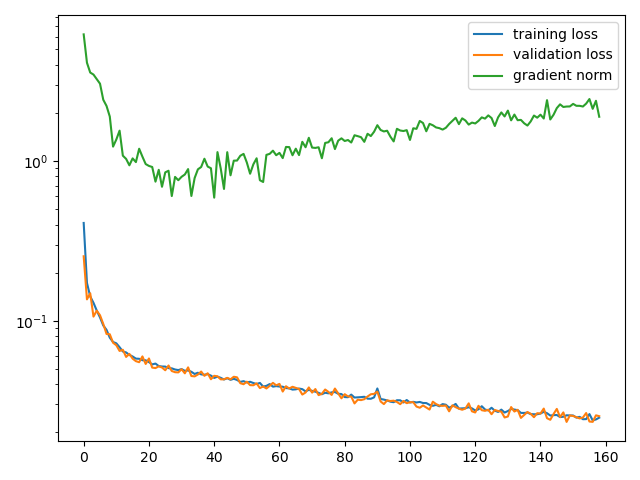 training loss
validation loss
gradient norm
10⁰
10⁻¹
0 20 40 60 80 100 120 140 160